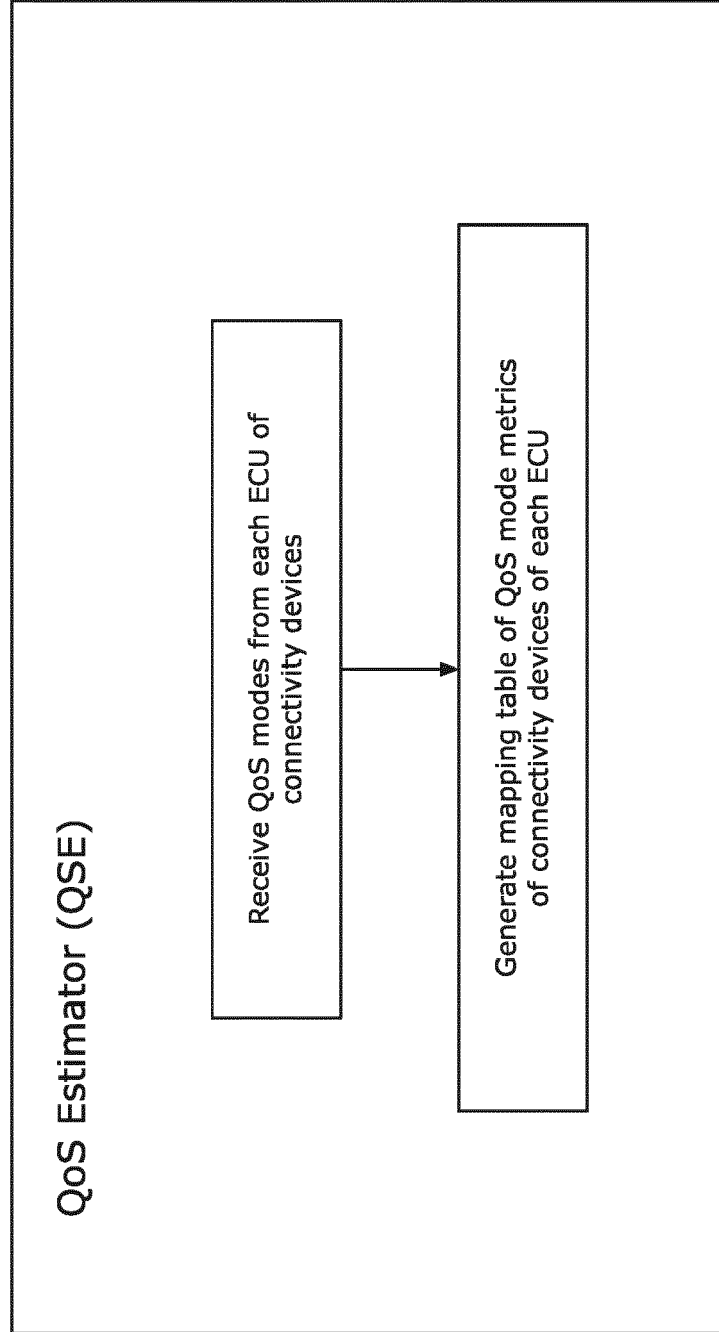 QoS Estimator (QSE)
Receive QoS modes from each ECU of
connectivity devices
Generate mapping table of QoS mode metrics
of connectivity devices of each ECU